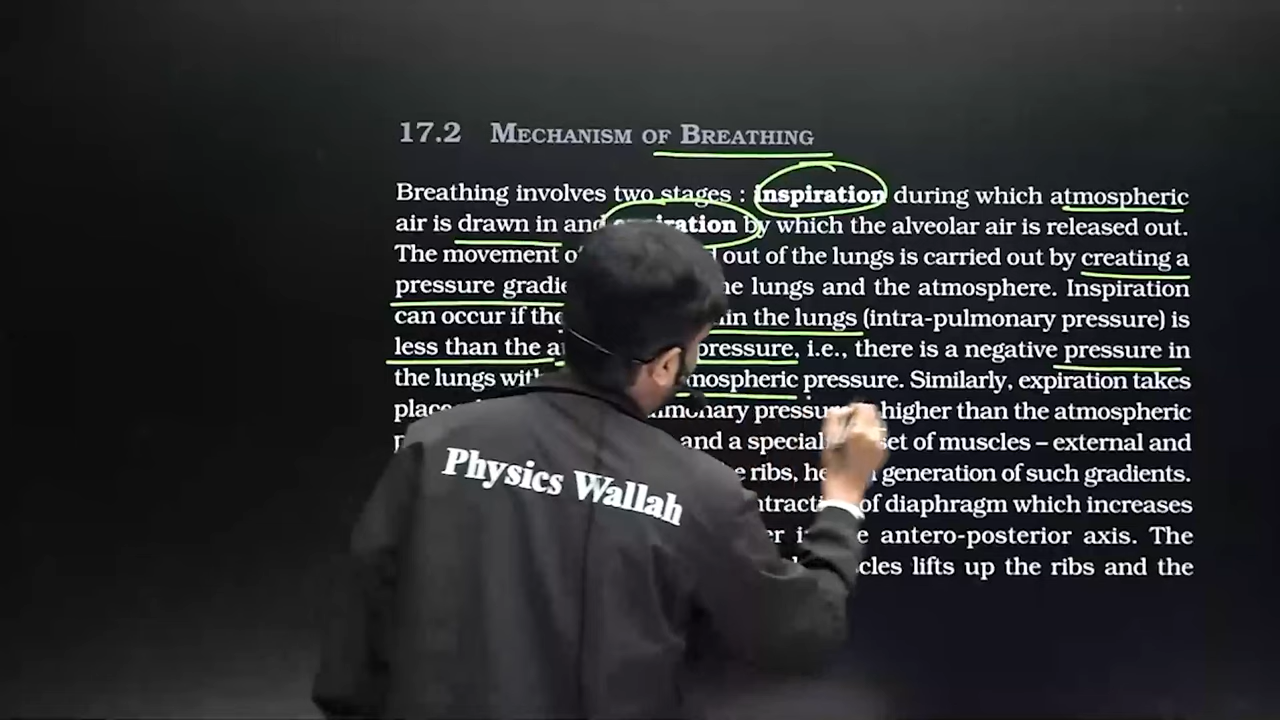 17.2 MECHANISM OF BREATHING
Breathing involves two stages : inspiration during which atmospheric
air is drawn in and by which the alveolar air is released out.
The movement out of the lungs is carried out by creating a
pressure the lungs and the atmosphere. Inspiration
can occur if the in the lungs (intra-pulmonary pressure) is
less than the pressure, i.e., there is a negative pressure in
the lungs pressure. Similarly, expiration takes
higher than the atmospheric
and a set of muscles – external and
ribs, generation of such gradients.
of diaphragm which increases
antero-posterior axis. The
lifts up the ribs and the
Physics Wallah